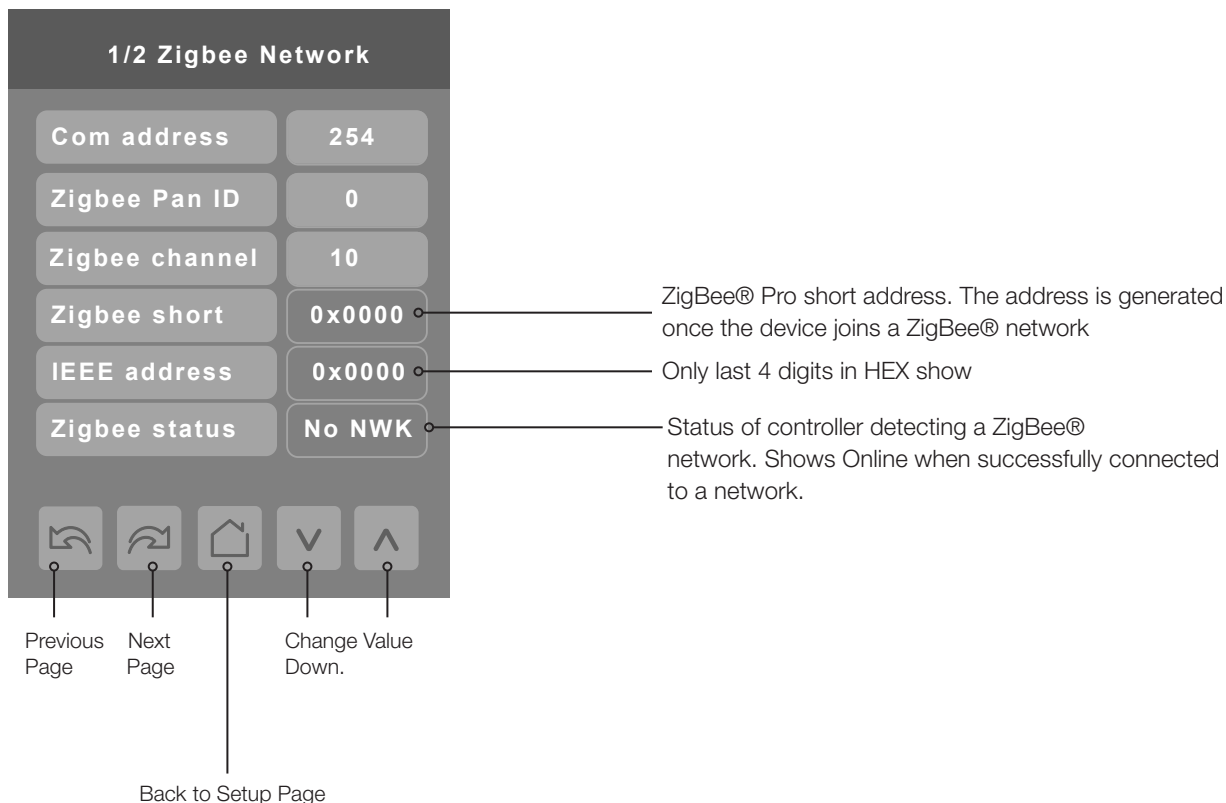 1/2 Zigbee Network
Com address 254
Zigbee Pan ID 0
Zigbee channel 10
Zigbee short 0x0000
IEEE address 0x0000
Zigbee status No NWK
ZigBee® Pro short address. The address is generated
once the device joins a ZigBee® network
Only last 4 digits in HEX show
Status of controller detecting a ZigBee®
network. Shows Online when successfully connected
to a network.
Previous
Page
Next
Page
Change Value
Down.
Back to Setup Page